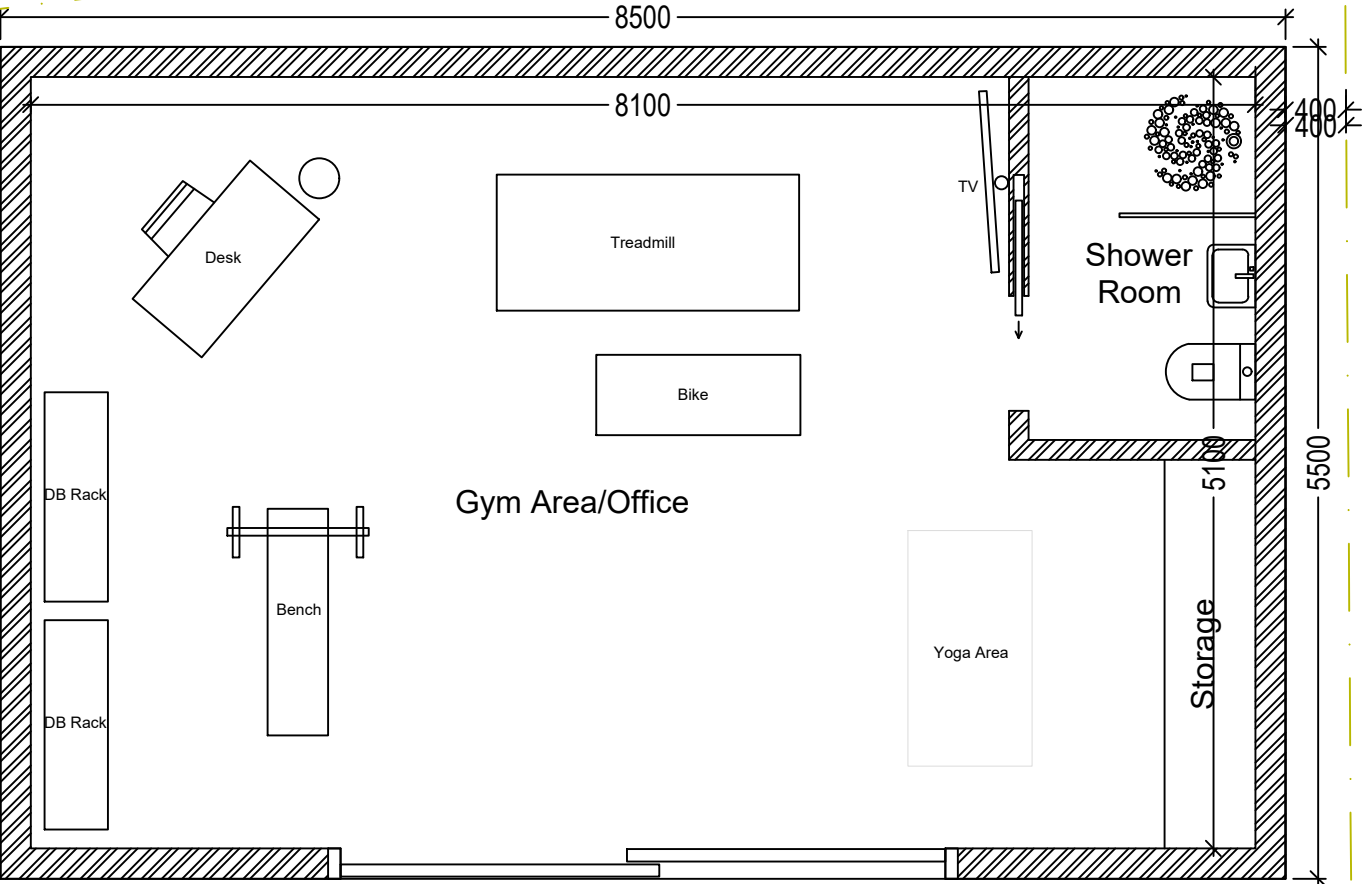 8500
8100
400
400
TV
Treadmill
Desk
Shower
Room
Bike
5100
5500
DB Rack
Gym Area/Office
Bench
Storage
Yoga Area
DB Rack